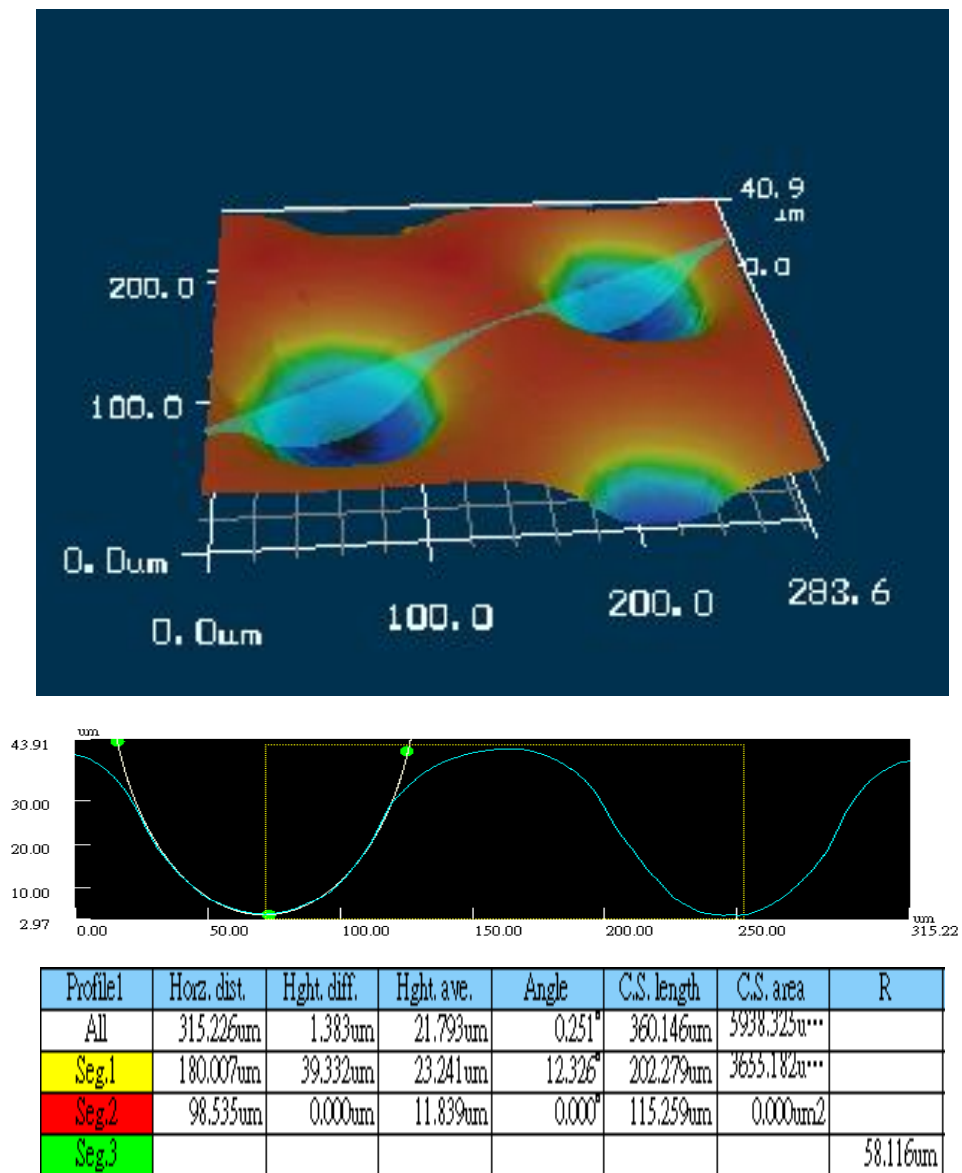 40.9
um
0.0
200.0
100.0
0.0um
0.0um
100.0
200.0
283.6
um
43.91
30.00
20.00
10.00
2.97
0.00 50.00 100.00 150.00 200.00 250.00 315.22
um
Profile1 Horz. dist. Hght. diff. Hght. ave. Angle C.S. length C.S. area R
All 315.226um 1.383um 21.793um 0.251° 360.146um 5938.325u…
Seg.1 180.007um 39.332um 23.241um 12.326° 202.279um 3655.182u…
Seg.2 98.535um 0.000um 11.839um 0.000° 115.259um 0.000um2
Seg.3 58.116um